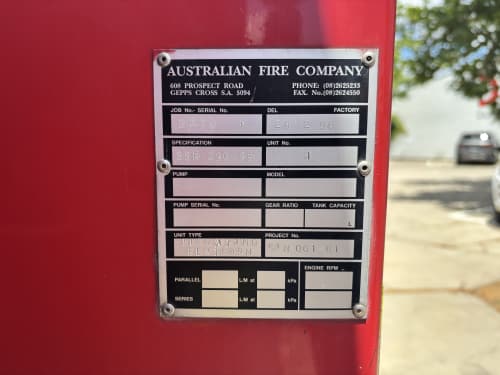 AUSTRALIAN FIRE COMPANY
608 PROSPECT ROAD PHONE: (08)2625233
GEPPS CROSS S.A. 5094 FAX. No.(08)2624550
JOB No.- SERIAL No. DEL FACTORY
SPECIFICATION UNIT No.
4
PUMP MODEL
PUMP SERIAL No. GEAR RATIO TANK CAPACITY
L
UNIT TYPE PROJECT No.
PARALLEL L/M at kPa ENGINE RPM
SERIES L/M at kPa